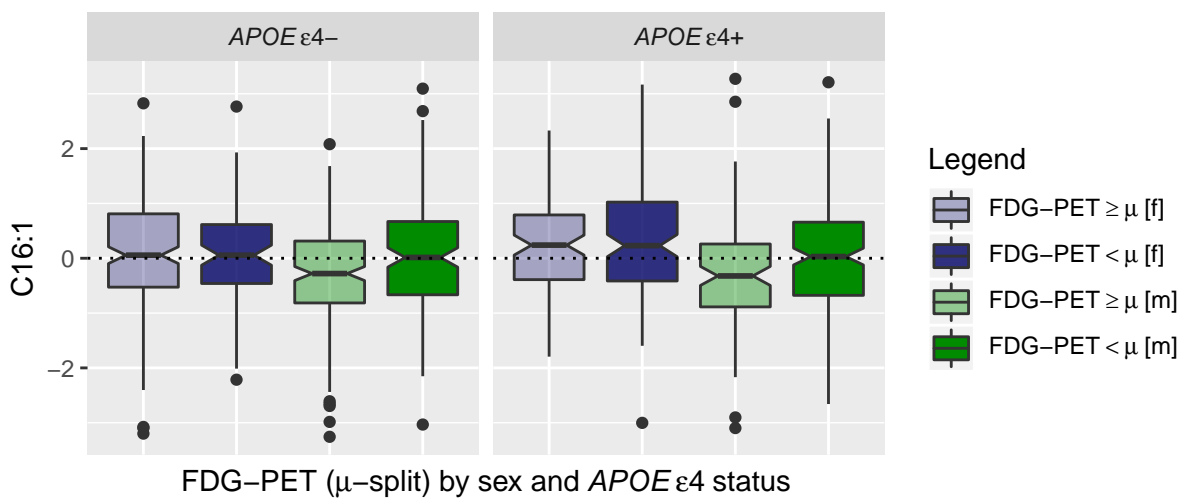 APOE ε4−
APOE ε4+
C16:1
2
0
−2
FDG−PET (μ−split) by sex and APOE ε4 status
Legend
FDG−PET ≥ μ [f]
FDG−PET < μ [f]
FDG−PET ≥ μ [m]
FDG−PET < μ [m]